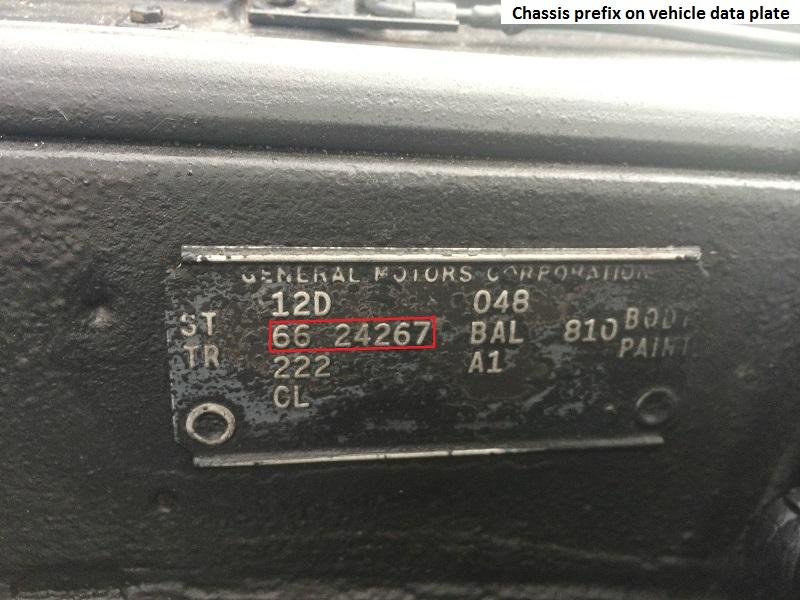 Chassis prefix on vehicle data plate
GENERAL MOTORS CORPORATION
12D 048
ST 66 24267 BAL 810 BODY
TR 222 A1 PAINT
GL